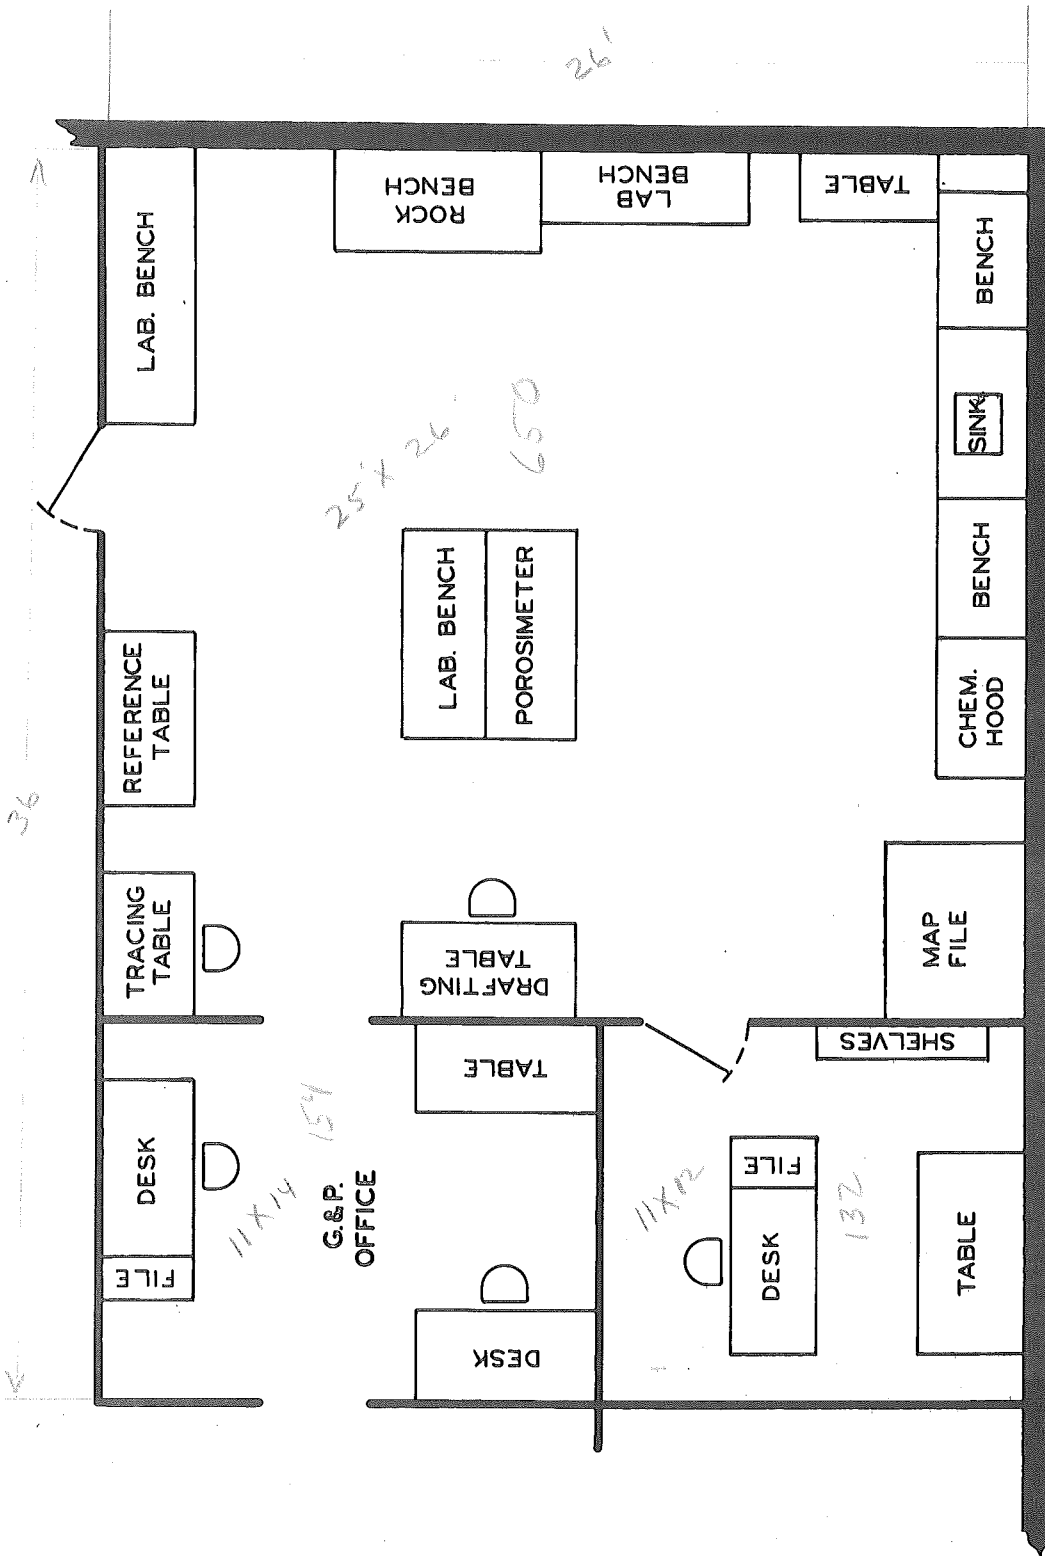 26'
LAB. BENCH
ROCK
BENCH
LAB
BENCH
TABLE
BENCH
SINK
BENCH
CHEM.
HOOD
25' X 26'
650
LAB. BENCH
POROSIMETER
REFERENCE
TABLE
36
TRACING
TABLE
DRAFTING
TABLE
MAP
FILE
SHELVES
TABLE
154
DESK
FILE
11 X 14
G.&P.
OFFICE
DESK
11 X 12
FILE
DESK
132
TABLE